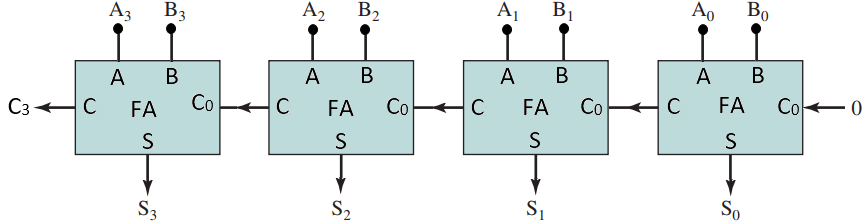 A₃ B₃ A₂ B₂ A₁ B₁ A₀ B₀
A B A B A B A B
C₃ C FA C₀ C FA C₀ C FA C₀ C FA C₀ 0
S S S S
S₃ S₂ S₁ S₀